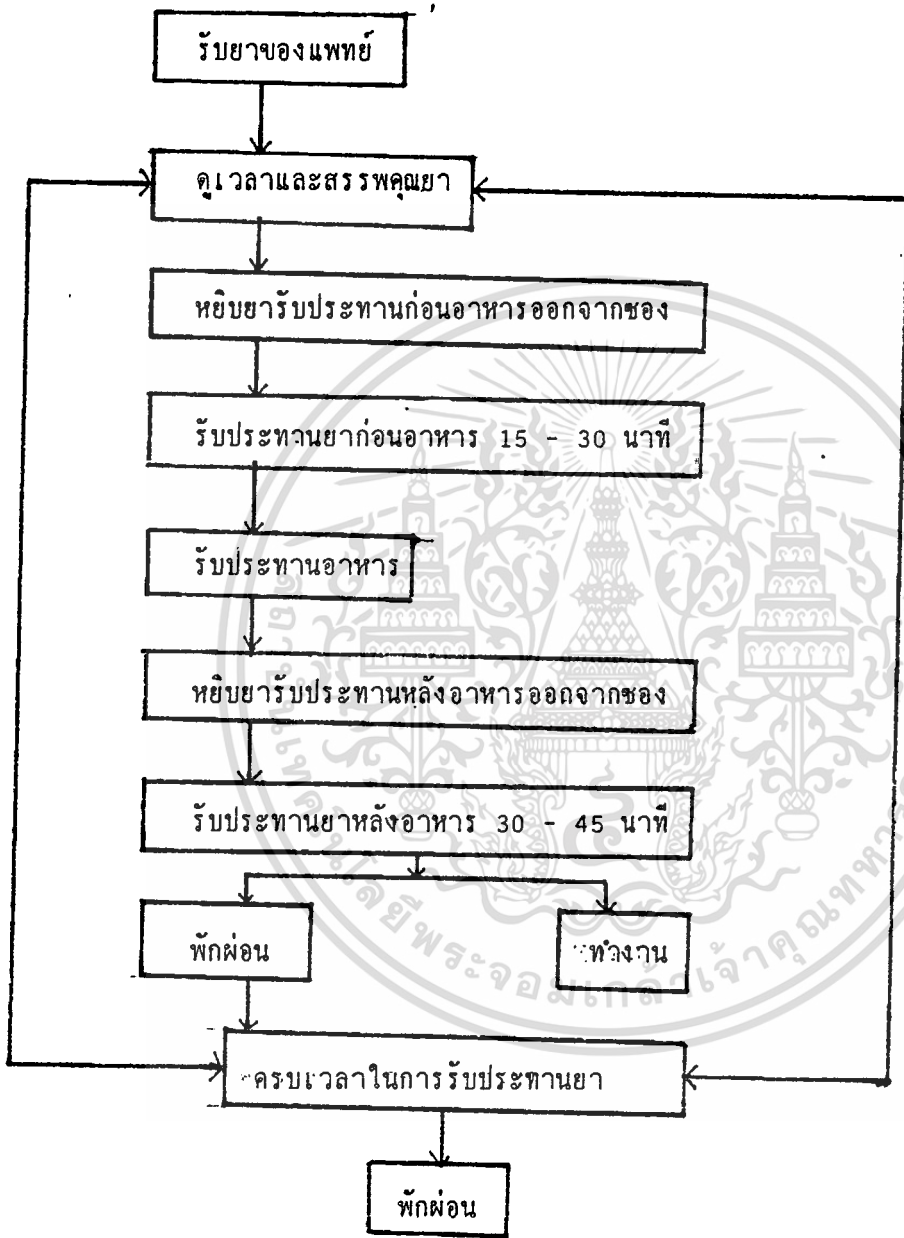 รับยาของแพทย์
ดูเวลาและสรรพคุณยา
หยิบยารับประทานก่อนอาหารออกจากซอง
รับประทานยาก่อนอาหาร 15 - 30 นาที
รับประทานอาหาร
หยิบยารับประทานหลังอาหารออกจากซอง
รับประทานยาหลังอาหาร 30 - 45 นาที
พักผ่อน
ทำงาน
ครบเวลาในการรับประทานยา
พักผ่อน